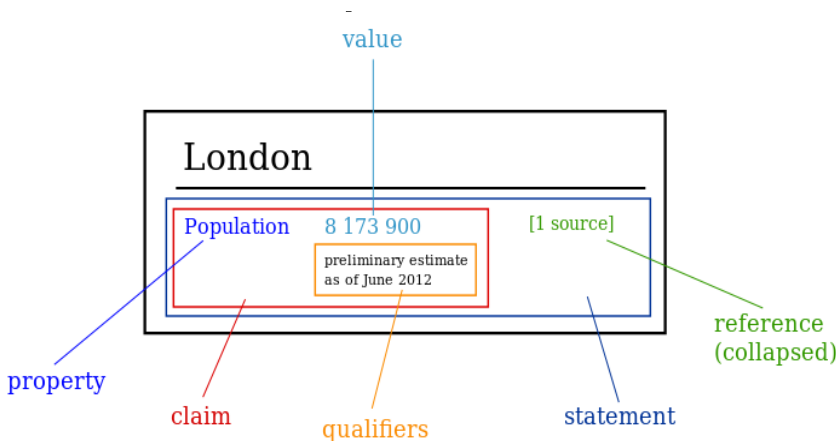 value
London
Population 8 173 900 [1 source]
preliminary estimate
as of June 2012
reference
(collapsed)
property
claim
qualifiers
statement